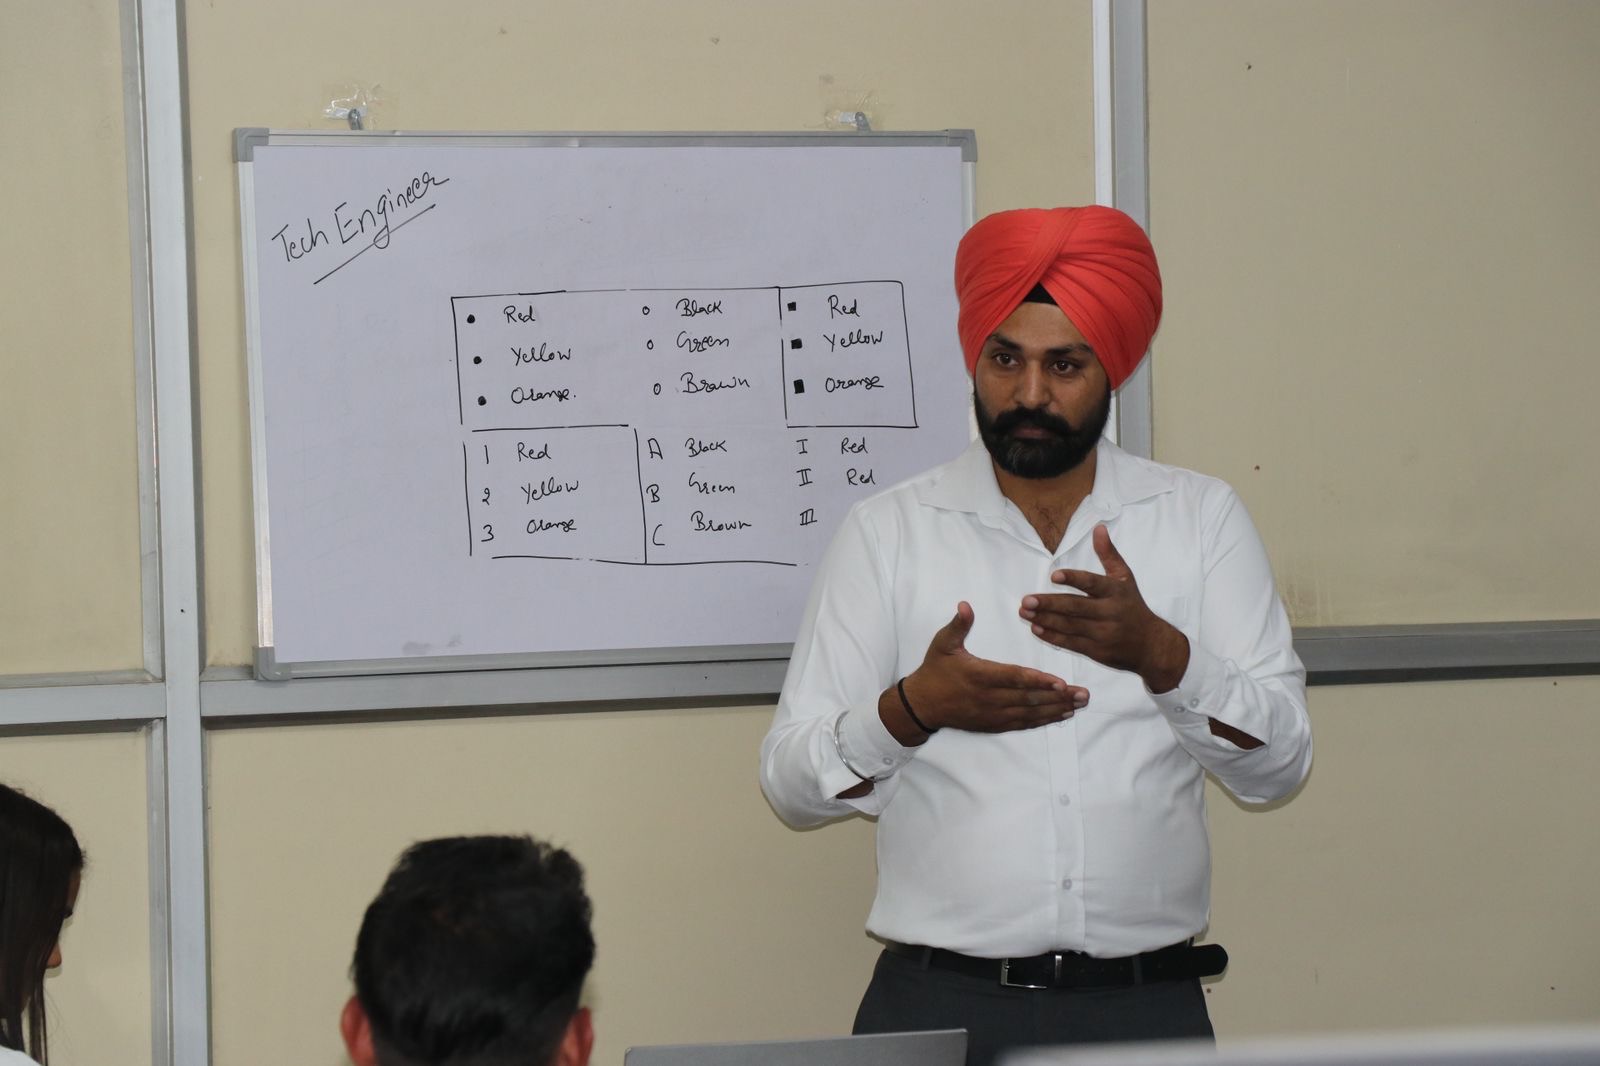 Tech Engineer
• Red
• Yellow
• Orange.
○ Black
○ Green
○ Brown
▪ Red
▪ Yellow
▪ Orange
1 Red
2 Yellow
3 Orange
A Black
B Green
C Brown
I Red
II Red
III